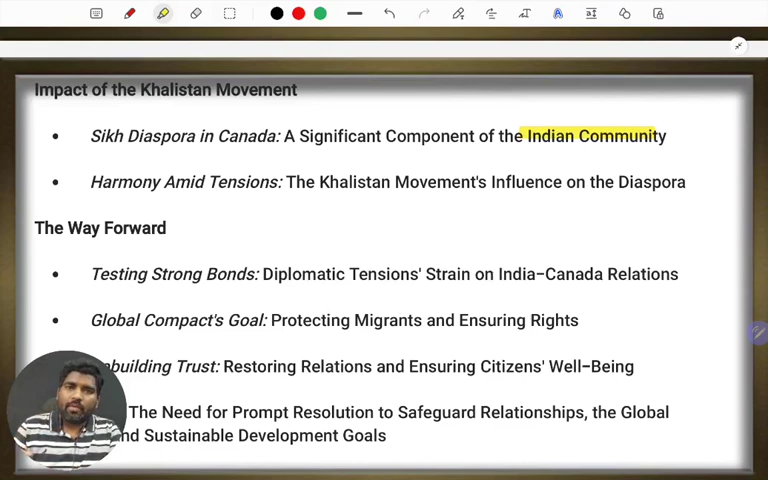 Impact of the Khalistan Movement
• Sikh Diaspora in Canada: A Significant Component of the Indian Community
• Harmony Amid Tensions: The Khalistan Movement's Influence on the Diaspora
The Way Forward
• Testing Strong Bonds: Diplomatic Tensions' Strain on India-Canada Relations
• Global Compact's Goal: Protecting Migrants and Ensuring Rights
Trust: Restoring Relations and Ensuring Citizens' Well-Being
The Need for Prompt Resolution to Safeguard Relationships, the Global
Sustainable Development Goals